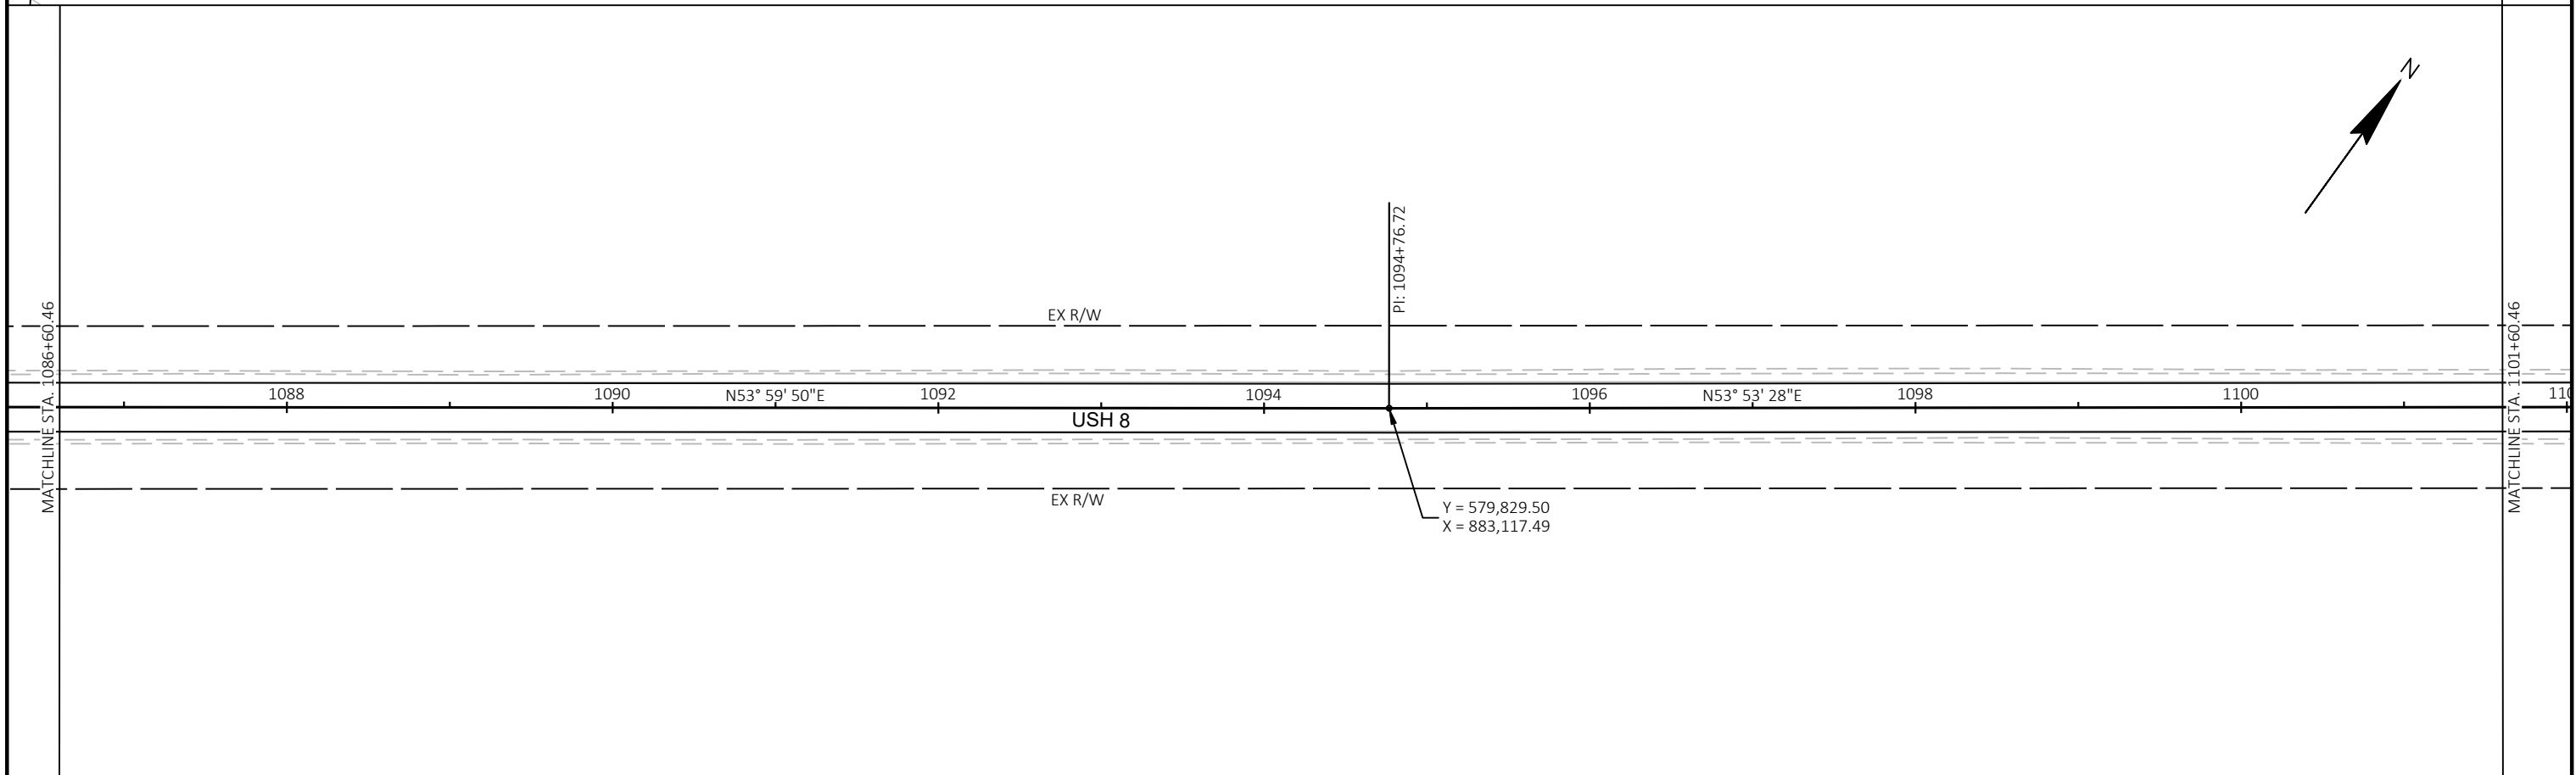 N
PI: 1094+76.72
MATCHLINE STA. 1086+60.46
MATCHLINE STA. 1101+60.46
EX R/W
1088
1090
N53° 59' 50"E
1092
1094
1096
N53° 53' 28"E
1098
1100
110
USH 8
EX R/W
Y = 579,829.50
X = 883,117.49